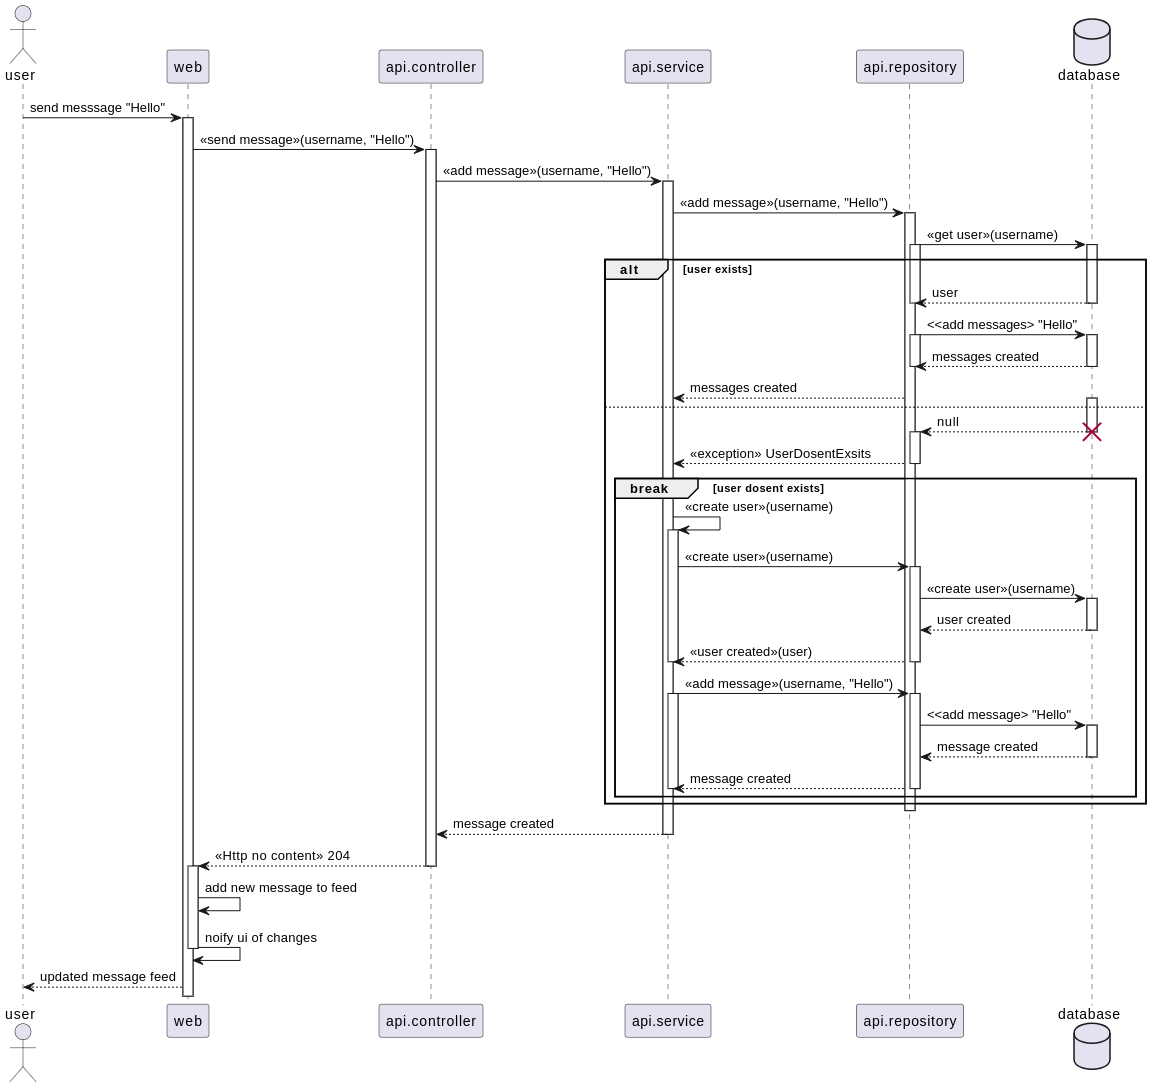 user
web
api.controller
api.service
api.repository
database
send messsage "Hello"
«send message»(username, "Hello")
«add message»(username, "Hello")
«add message»(username, "Hello")
«get user»(username)
alt
[user exists]
user
<<add messages> "Hello"
messages created
messages created
null
«exception» UserDosentExsits
break
[user dosent exists]
«create user»(username)
«create user»(username)
«create user»(username)
user created
«user created»(user)
«add message»(username, "Hello")
<<add message> "Hello"
message created
message created
message created
«Http no content» 204
add new message to feed
noify ui of changes
updated message feed
user
web
api.controller
api.service
api.repository
database